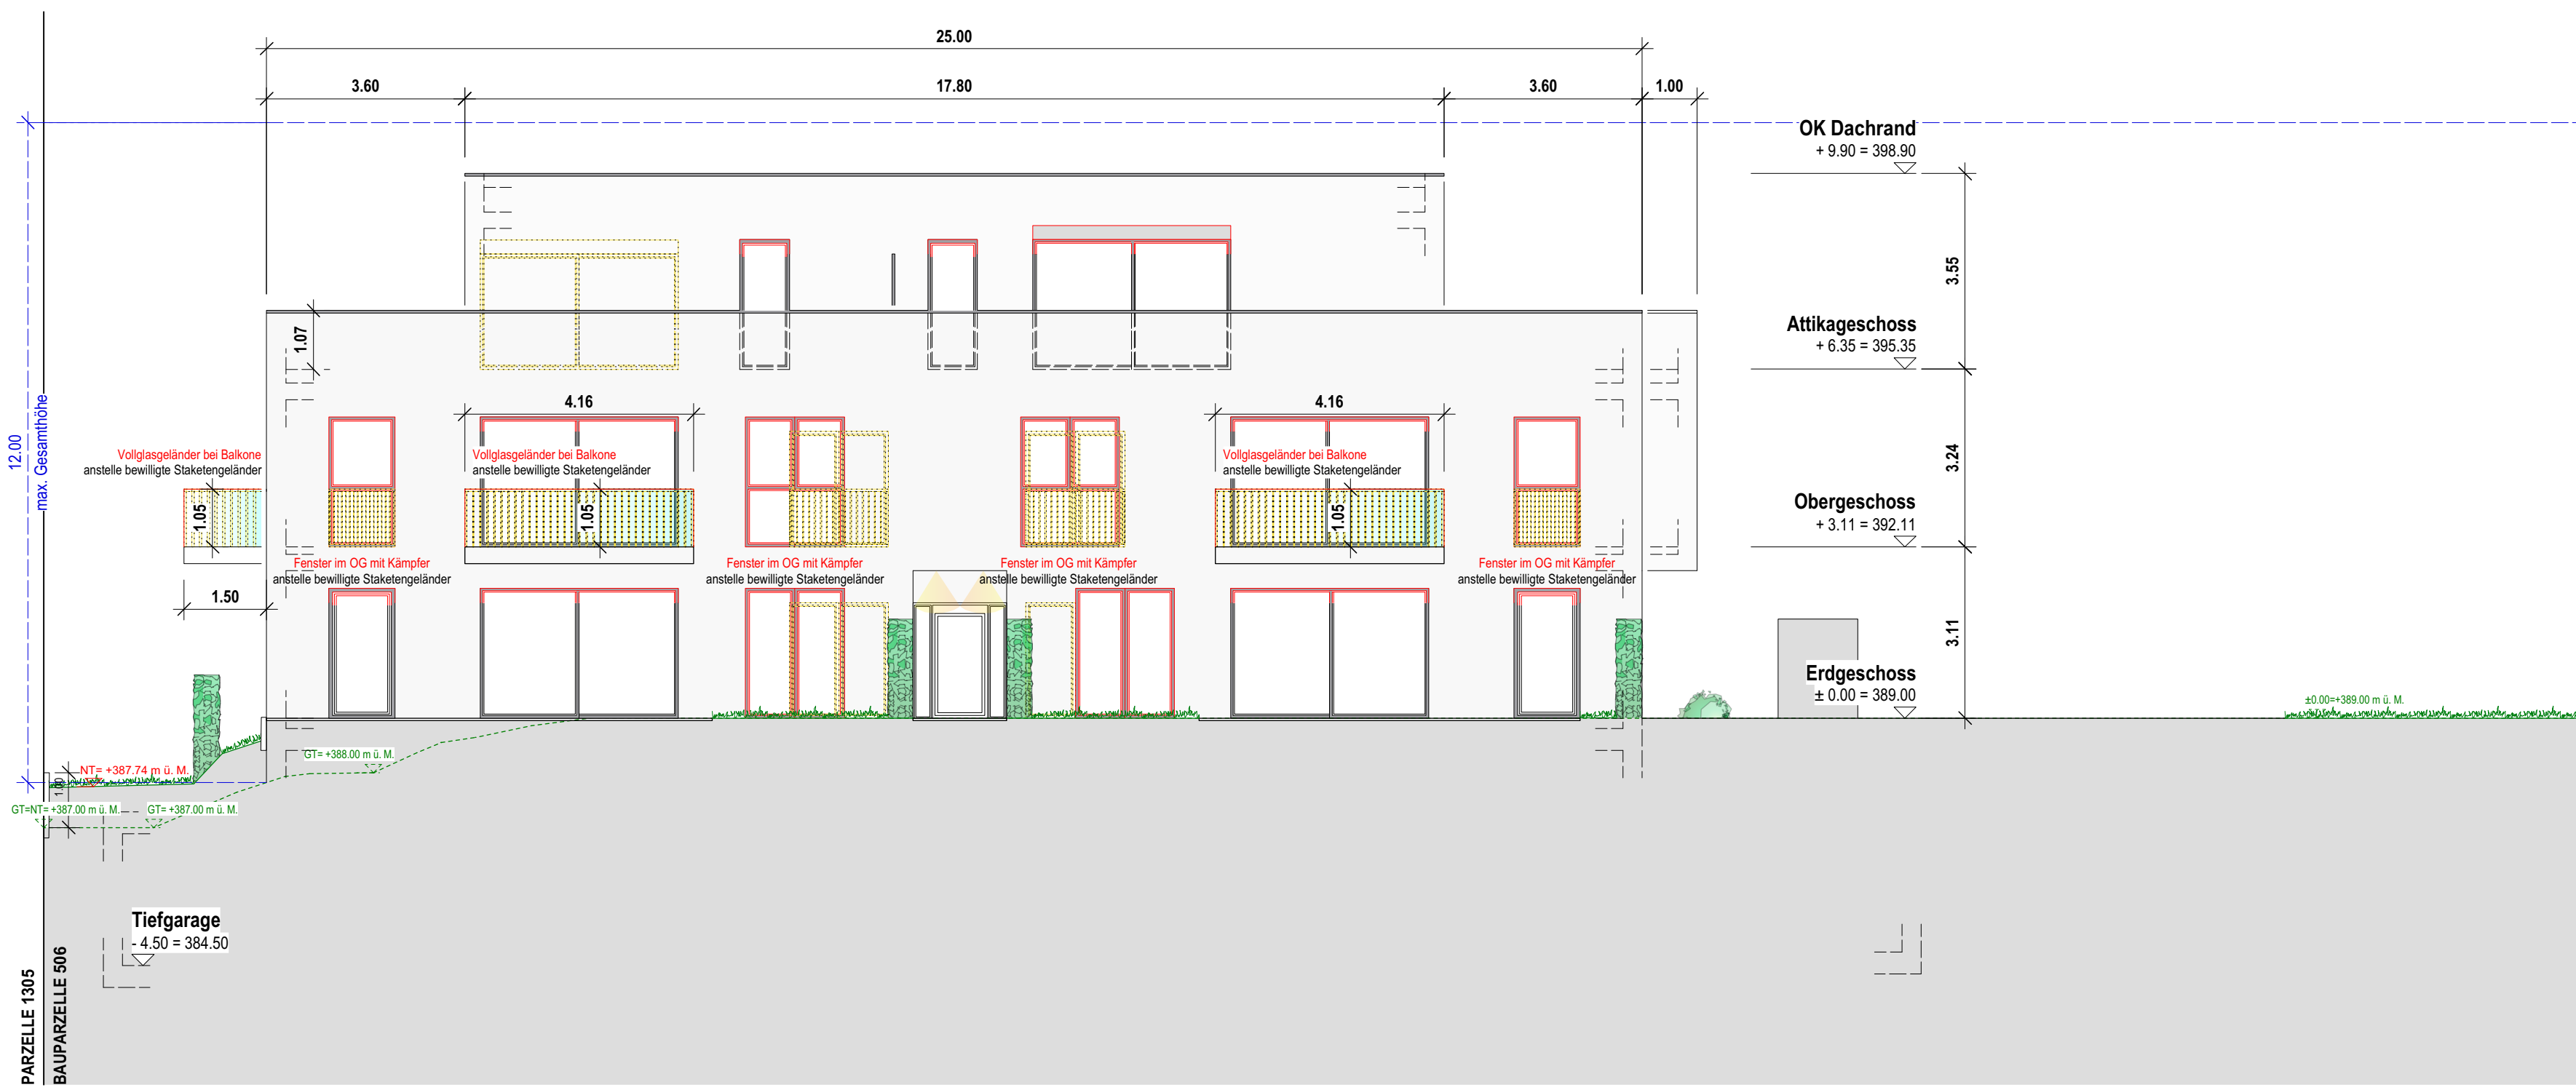 25.00
3.60
17.80
3.60
1.00
OK Dachrand
+ 9.90 = 398.90
3.55
1.07
Attikageschoss
+ 6.35 = 395.35
12.00
max. Gesamthöhe
4.16
4.16
3.24
Vollglasgeländer bei Balkone
anstelle bewilligte Staketengeländer
Vollglasgeländer bei Balkone
anstelle bewilligte Staketengeländer
Vollglasgeländer bei Balkone
anstelle bewilligte Staketengeländer
1.05
1.05
1.05
Obergeschoss
+ 3.11 = 392.11
Fenster im OG mit Kämpfer
anstelle bewilligte Staketengeländer
Fenster im OG mit Kämpfer
anstelle bewilligte Staketengeländer
Fenster im OG mit Kämpfer
anstelle bewilligte Staketengeländer
Fenster im OG mit Kämpfer
anstelle bewilligte Staketengeländer
1.50
3.11
Erdgeschoss
± 0.00 = 389.00
±0.00=+389.00 m ü. M.
GT= +388.00 m ü. M.
NT= +387.74 m ü. M.
1.00
GT=NT= +387.00 m ü. M.
GT= +387.00 m ü. M.
Tiefgarage
- 4.50 = 384.50
PARZELLE 1305
BAUPARZELLE 506